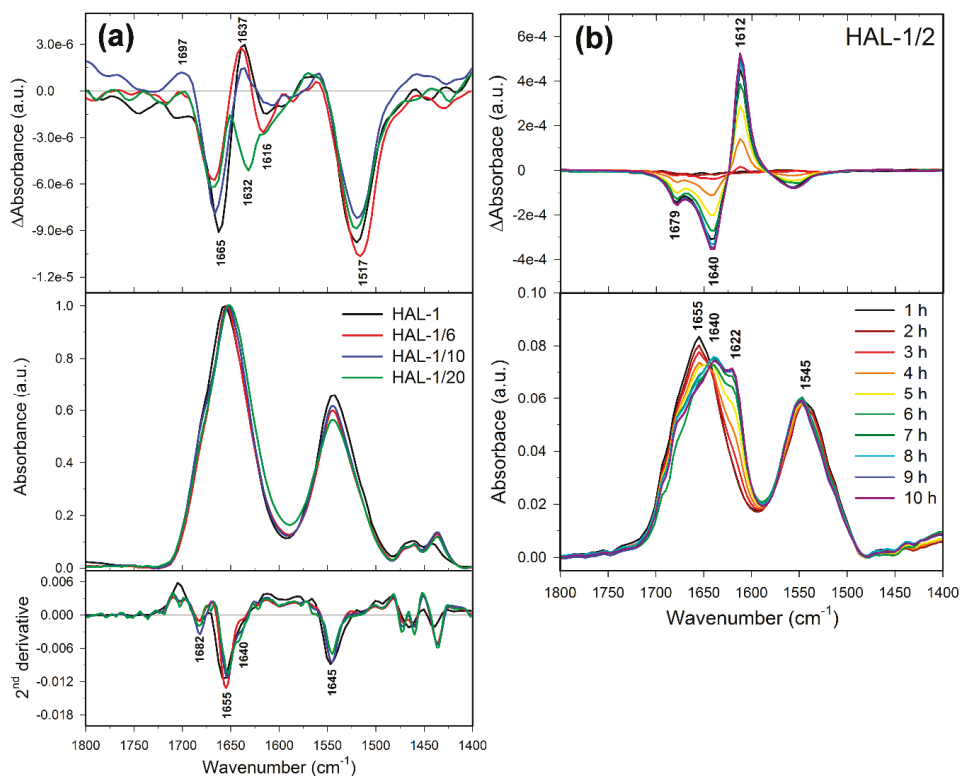 (a)
1637
1697
3.0e-6
0.0
-3.0e-6
-6.0e-6
-9.0e-6
-1.2e-5
ΔAbsorbance (a.u.)
1665
1632
1616
1517
1.0
0.8
0.6
0.4
0.2
0.0
Absorbance (a.u.)
HAL-1
HAL-1/6
HAL-1/10
HAL-1/20
0.006
0.000
-0.006
-0.012
-0.018
2nd derivative
1682
1655
1640
1645
1800 1750 1700 1650 1600 1550 1500 1450 1400
Wavenumber (cm-1)
(b)
HAL-1/2
1612
6e-4
4e-4
2e-4
0
-2e-4
-4e-4
ΔAbsorbace (a.u.)
1679
1640
0.10
0.08
0.06
0.04
0.02
0.00
Absorbace (a.u.)
1655
1640
1622
1545
1 h
2 h
3 h
4 h
5 h
6 h
7 h
8 h
9 h
10 h
1800 1750 1700 1650 1600 1550 1500 1450 1400
Wavenumber (cm-1)